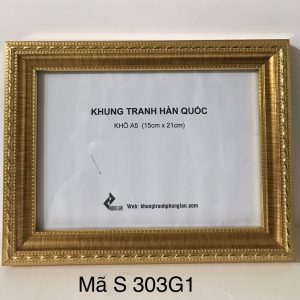 KHUNG TRANH HÀN QUỐC
KHỔ A5 (15cm x 21cm)
Web: khungtranhphonglan.com
Mã S 303G1